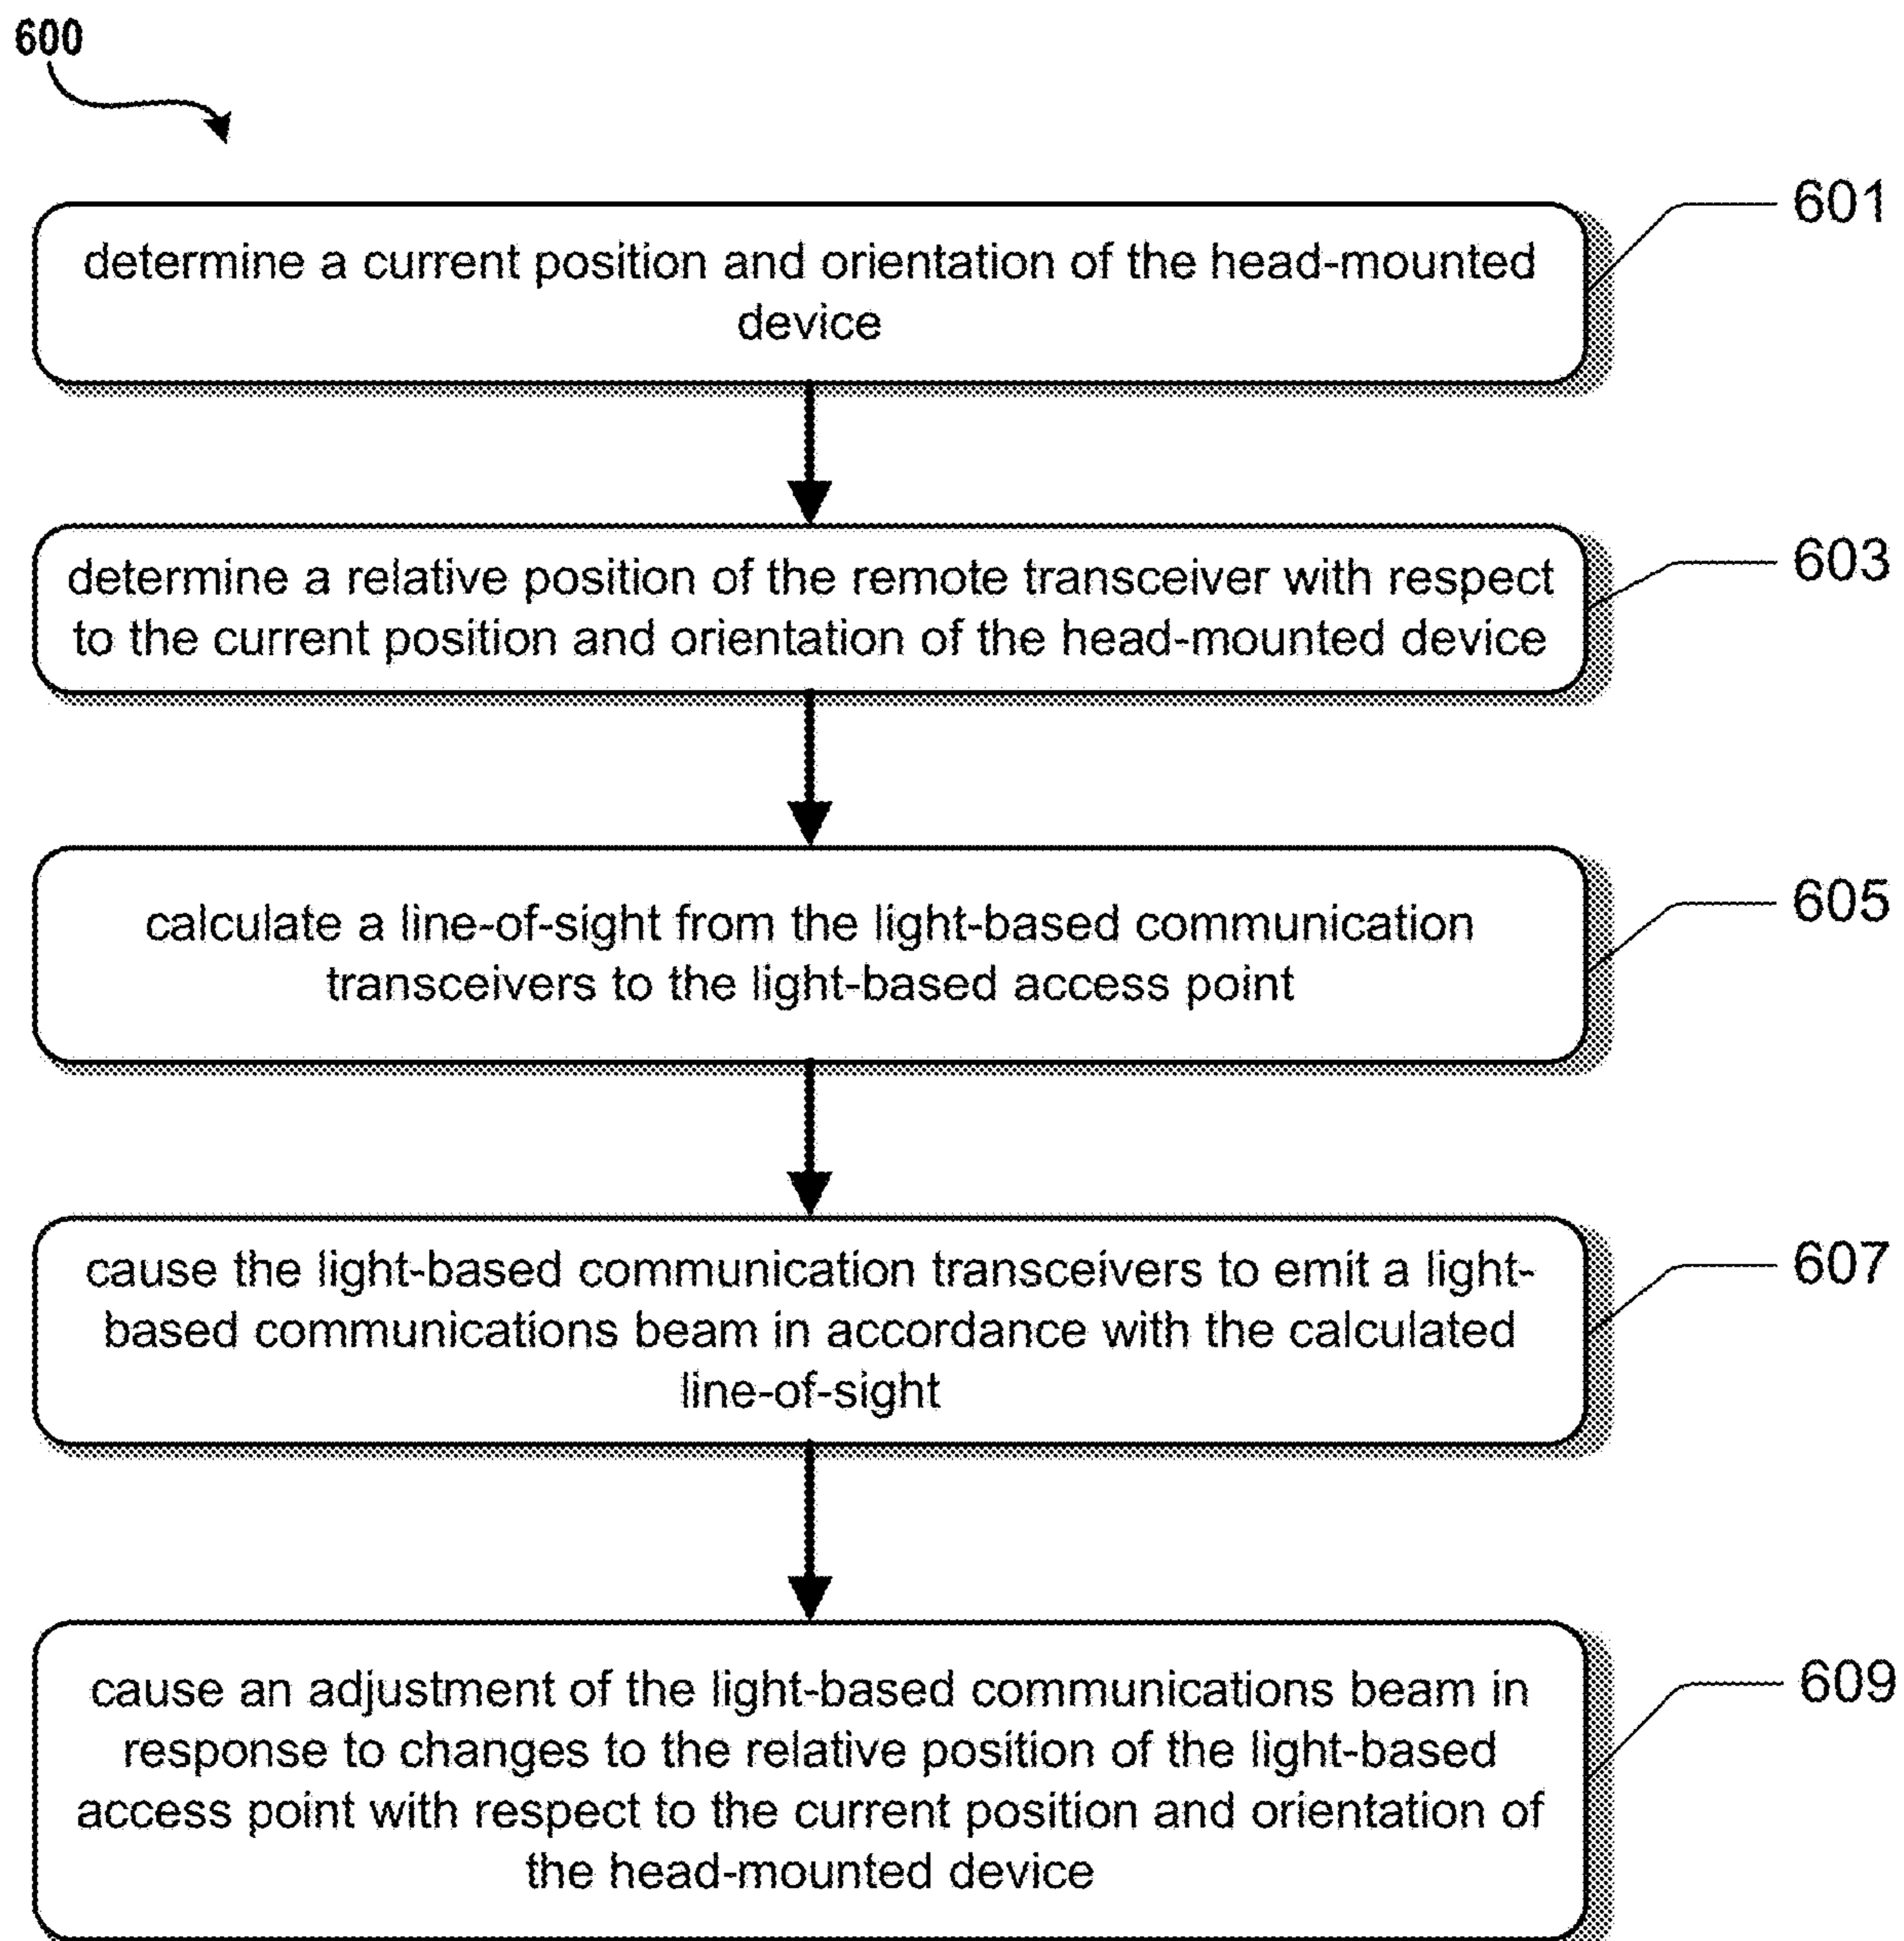 600
601
determine a current position and orientation of the head-mounted
device
603
determine a relative position of the remote transceiver with respect
to the current position and orientation of the head-mounted device
605
calculate a line-of-sight from the light-based communication
transceivers to the light-based access point
607
cause the light-based communication transceivers to emit a light-
based communications beam in accordance with the calculated
line-of-sight
609
cause an adjustment of the light-based communications beam in
response to changes to the relative position of the light-based
access point with respect to the current position and orientation of
the head-mounted device